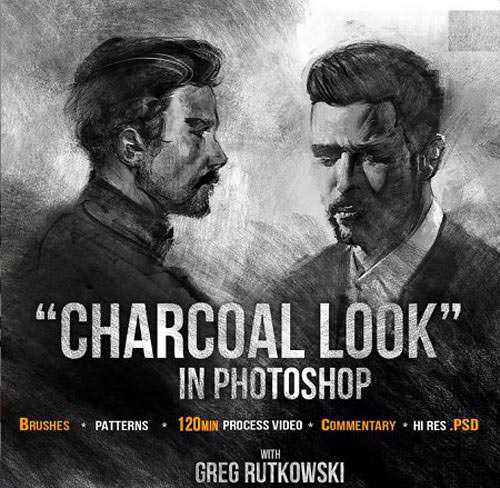 “CHARCOAL LOOK”
IN PHOTOSHOP
BRUSHES * PATTERNS * 120MIN PROCESS VIDEO * COMMENTARY * HI RES .PSD
WITH
GREG RUTKOWSKI